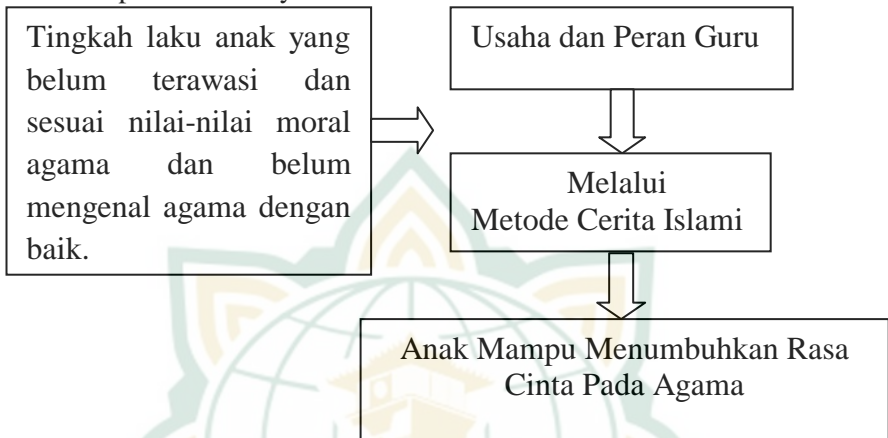 Tingkah laku anak yang
belum terawasi dan
sesuai nilai-nilai moral
agama dan belum
mengenal agama dengan
baik.
Usaha dan Peran Guru
Melalui
Metode Cerita Islami
Anak Mampu Menumbuhkan Rasa
Cinta Pada Agama